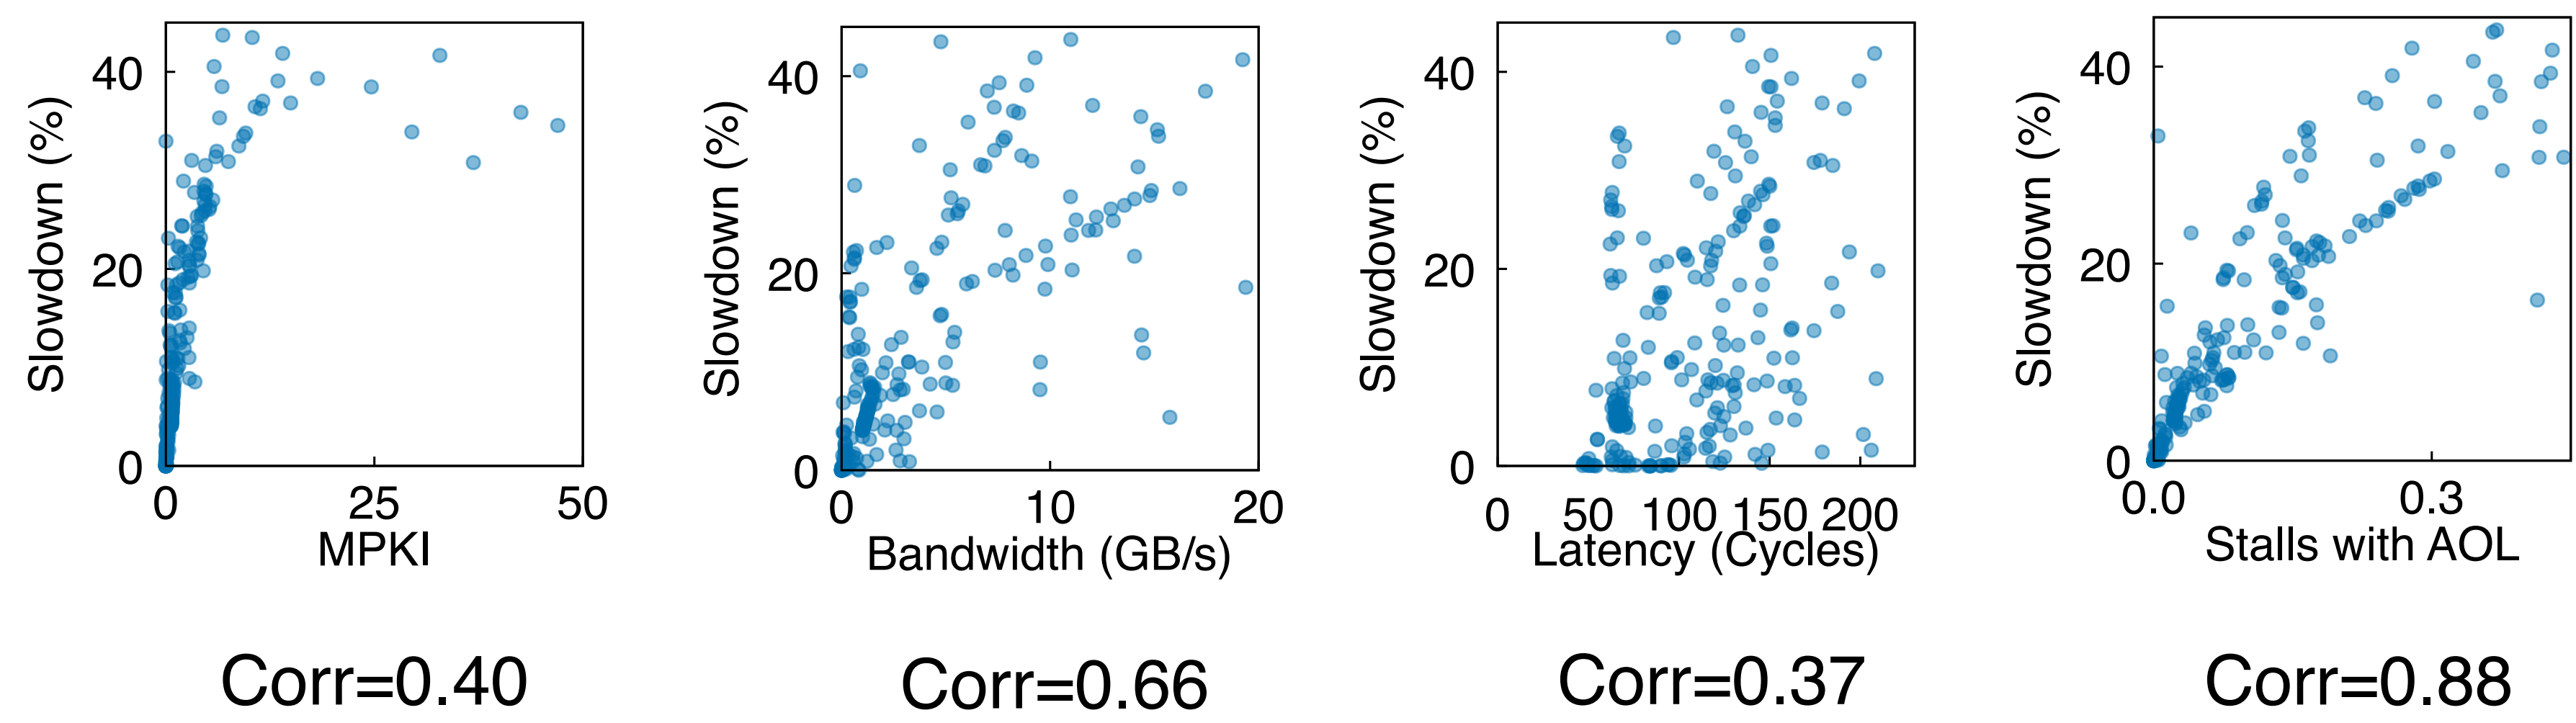 Slowdown (%)
40
20
0
0 25 50
MPKI
Corr=0.40
Slowdown (%)
40
20
0
0 10 20
Bandwidth (GB/s)
Corr=0.66
Slowdown (%)
40
20
0
0 50 100 150 200
Latency (Cycles)
Corr=0.37
Slowdown (%)
40
20
0
0.0 0.3
Stalls with AOL
Corr=0.88